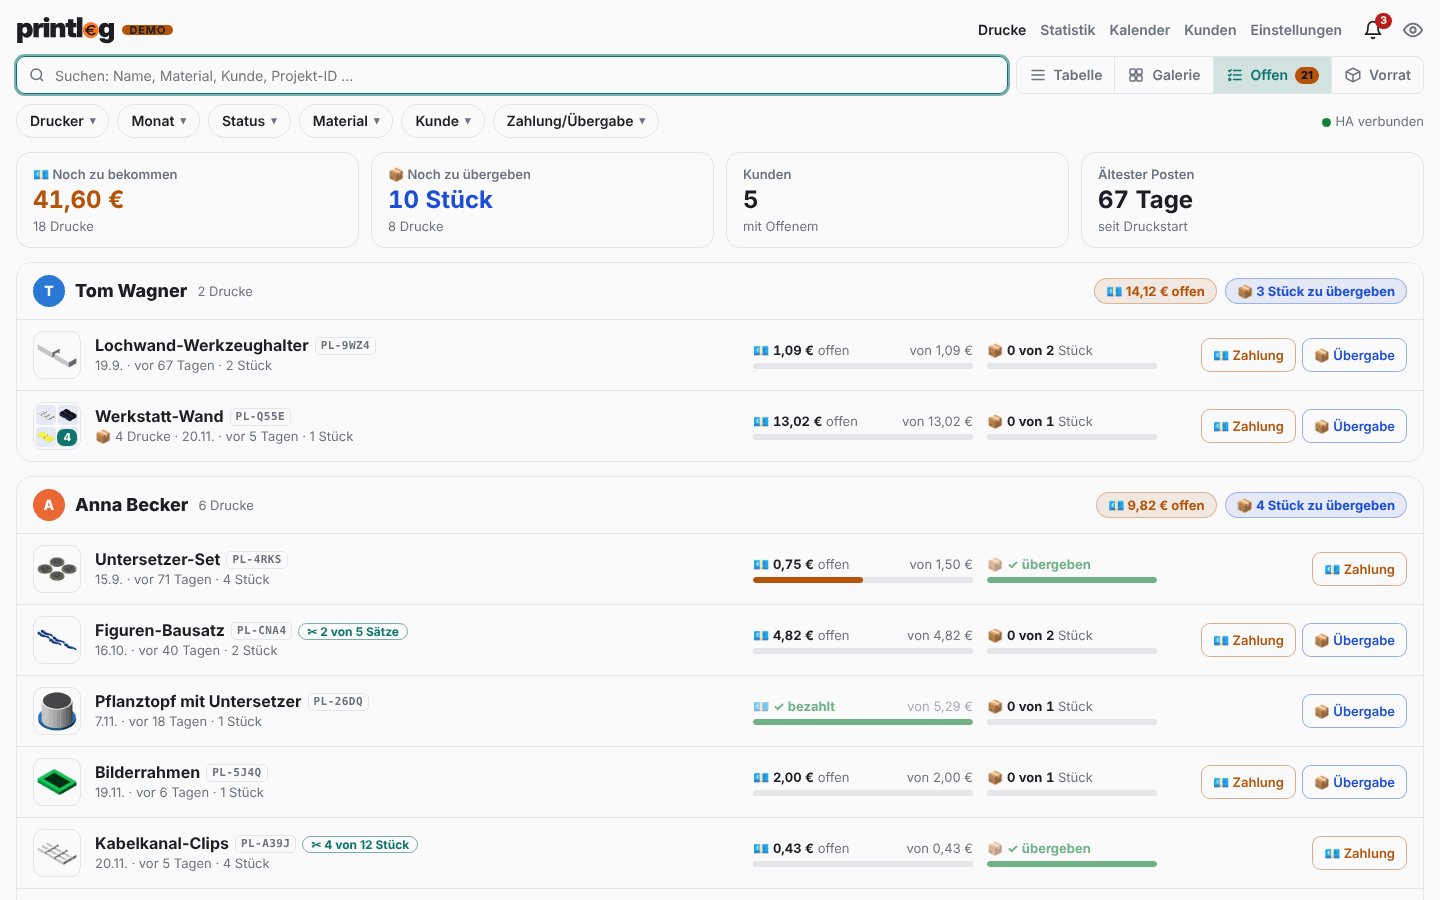 printl€g DEMO
Drucke Statistik Kalender Kunden Einstellungen 3
Suchen: Name, Material, Kunde, Projekt-ID ...
Tabelle Galerie Offen 21 Vorrat
Drucker ▾ Monat ▾ Status ▾ Material ▾ Kunde ▾ Zahlung/Übergabe ▾
HA verbunden
Noch zu bekommen
41,60 €
18 Drucke
Noch zu übergeben
10 Stück
8 Drucke
Kunden
5
mit Offenem
Ältester Posten
67 Tage
seit Druckstart
T Tom Wagner 2 Drucke 14,12 € offen 3 Stück zu übergeben
Lochwand-Werkzeughalter PL-9WZ4
19.9. · vor 67 Tagen · 2 Stück
1,09 € offen von 1,09 € 0 von 2 Stück Zahlung Übergabe
Werkstatt-Wand PL-Q55E
4
4 Drucke · 20.11. · vor 5 Tagen · 1 Stück
13,02 € offen von 13,02 € 0 von 1 Stück Zahlung Übergabe
A Anna Becker 6 Drucke 9,82 € offen 4 Stück zu übergeben
Untersetzer-Set PL-4RKS
15.9. · vor 71 Tagen · 4 Stück
0,75 € offen von 1,50 € ✓ übergeben Zahlung
Figuren-Bausatz PL-CNA4 ✂ 2 von 5 Sätze
16.10. · vor 40 Tagen · 2 Stück
4,82 € offen von 4,82 € 0 von 2 Stück Zahlung Übergabe
Pflanztopf mit Untersetzer PL-26DQ
7.11. · vor 18 Tagen · 1 Stück
✓ bezahlt von 5,29 € 0 von 1 Stück Übergabe
Bilderrahmen PL-5J4Q
19.11. · vor 6 Tagen · 1 Stück
2,00 € offen von 2,00 € 0 von 1 Stück Zahlung Übergabe
Kabelkanal-Clips PL-A39J ✂ 4 von 12 Stück
20.11. · vor 5 Tagen · 4 Stück
0,43 € offen von 0,43 € ✓ übergeben Zahlung